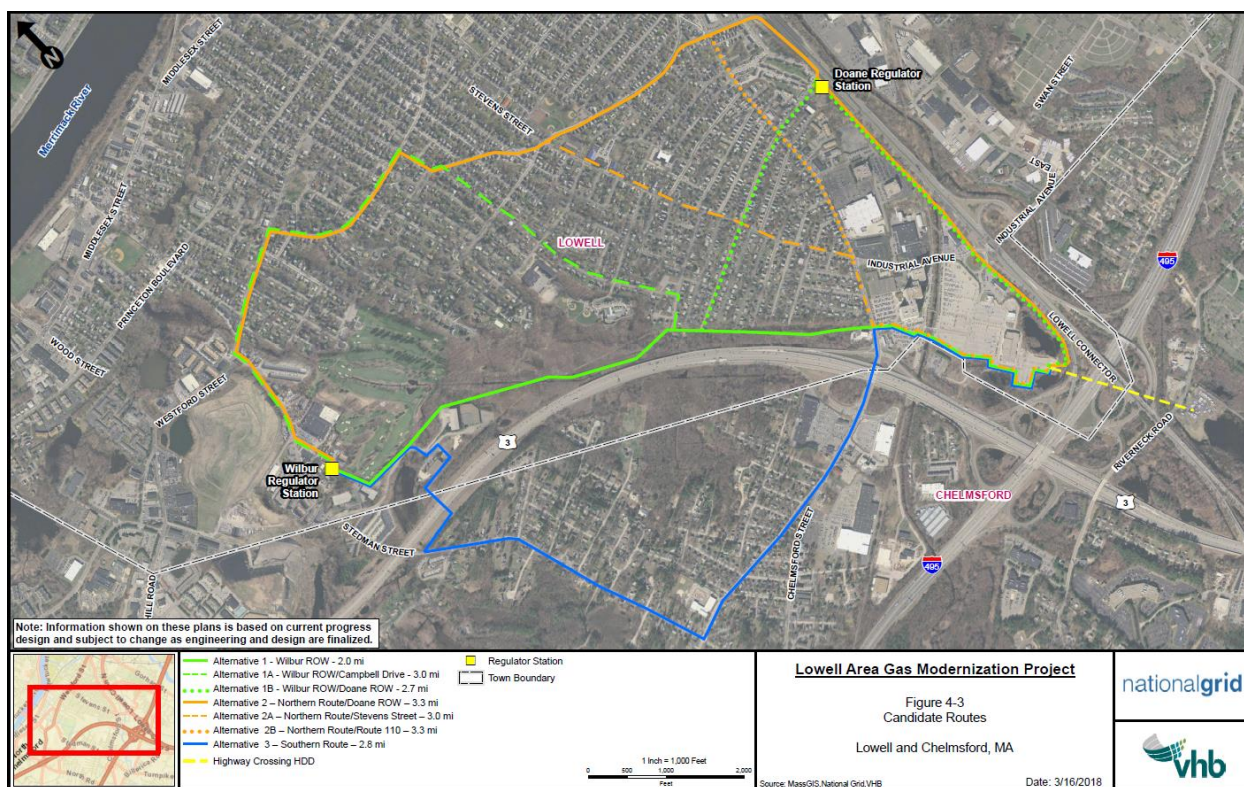 N
MIDDLESEX STREET
Merrimack River
STEVENS STREET
Doane Regulator
Station
SWAN STREET
EAST
INDUSTRIAL AVENUE
MIDDLESEX STREET
PRINCETON BOULEVARD
LOWELL
INDUSTRIAL AVENUE
495
WOOD STREET
LOWELL CONNECTOR
WESTFORD STREET
3
RIVERNECK ROAD
Wilbur
Regulator
Station
CHELMSFORD
3
STEDMAN STREET
CHELMSFORD STREET
495
HILL ROAD
Note: Information shown on these plans is based on current progress
design and subject to change as engineering and design are finalized.
Alternative 1 - Wilbur ROW - 2.0 mi
Alternative 1A - Wilbur ROW/Campbell Drive - 3.0 mi
Alternative 1B - Wilbur ROW/Doane ROW - 2.7 mi
Alternative 2 – Northern Route/Doane ROW – 3.3 mi
Alternative 2A – Northern Route/Stevens Street – 3.0 mi
Alternative 2B – Northern Route/Route 110 – 3.3 mi
Alternative 3 – Southern Route – 2.8 mi
Highway Crossing HDD
Regulator Station
Town Boundary
1 Inch = 1,000 Feet
0 500 1,000 2,000
Feet
Lowell Area Gas Modernization Project
Figure 4-3
Candidate Routes
Lowell and Chelmsford, MA
Source: MassGIS,National Grid,VHB
Date: 3/16/2018
nationalgrid
vhb